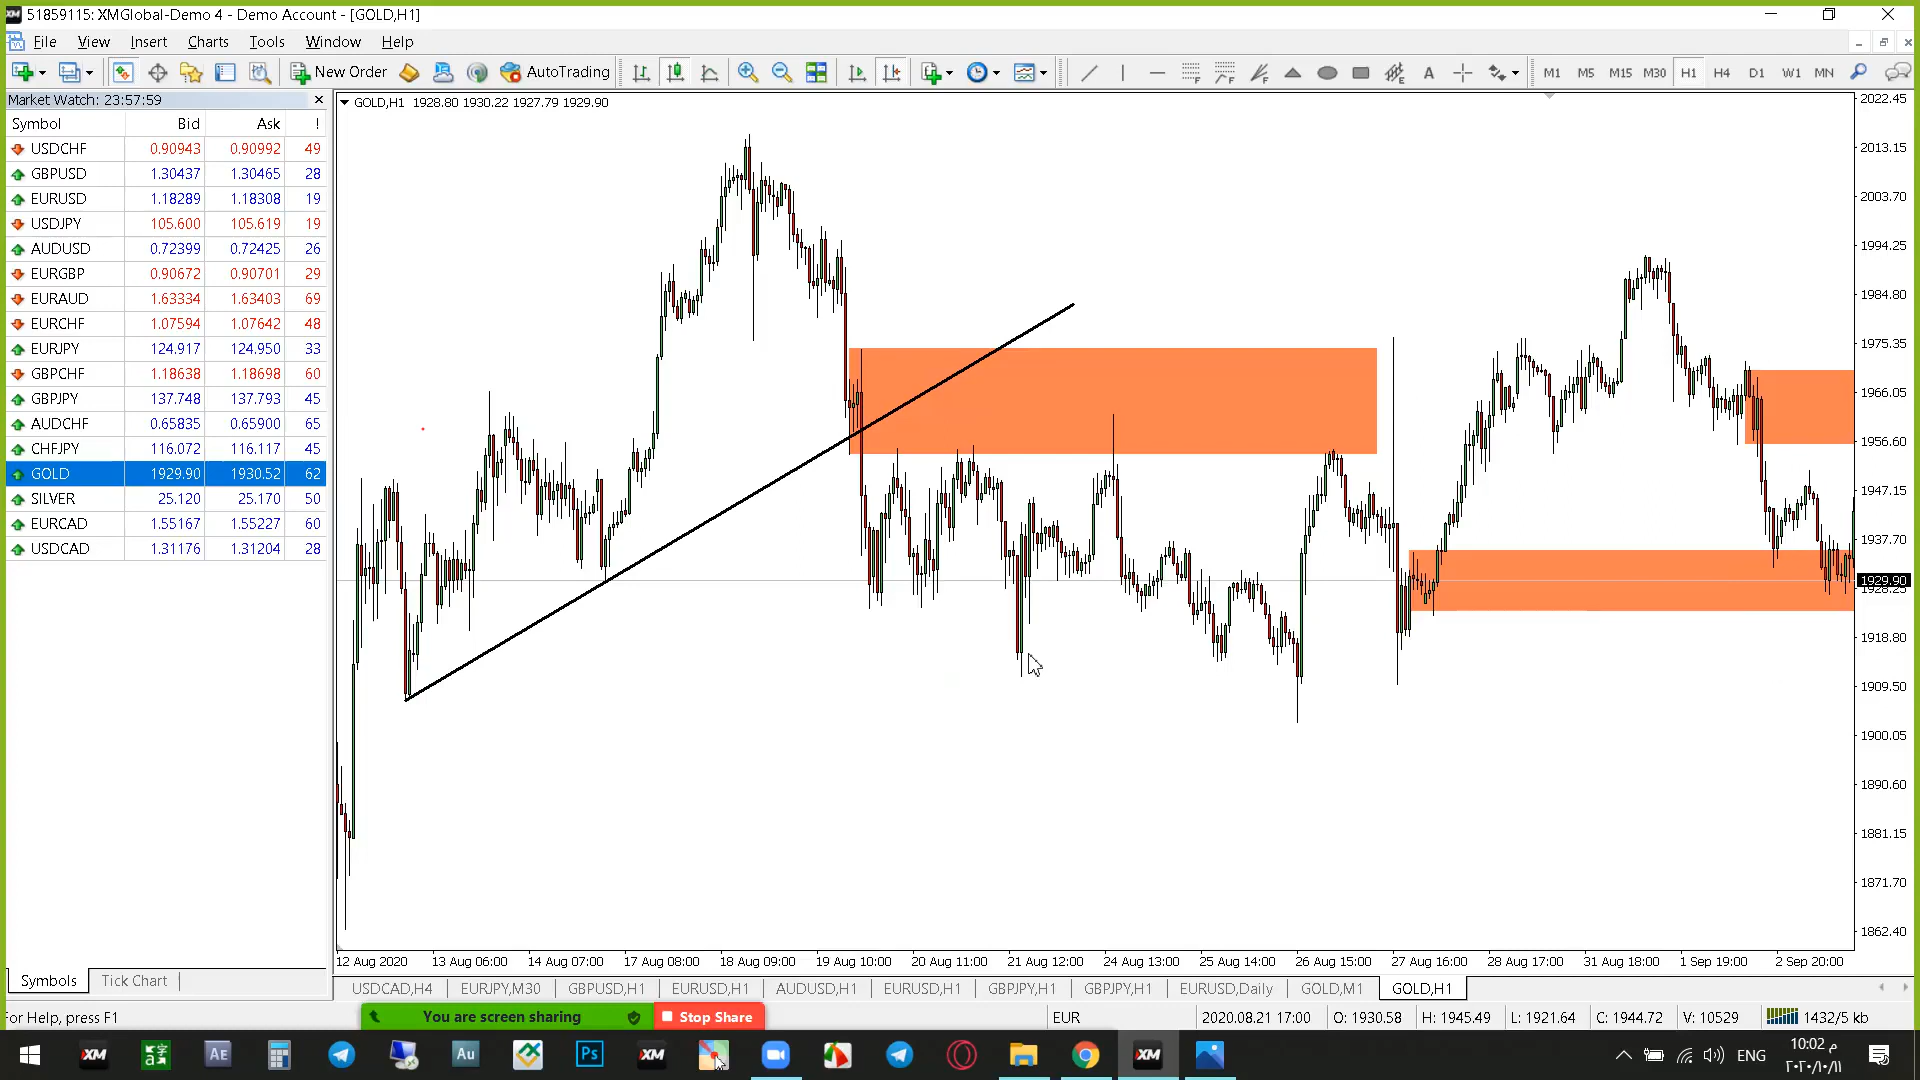 51859115: XMGlobal-Demo 4 - Demo Account - [GOLD,H1]
File View Insert Charts Tools Window Help
New Order AutoTrading A M1 M5 M15 M30 H1 H4 D1 W1 MN
Market Watch: 23:57:59
Symbol Bid Ask !
USDCHF 0.90943 0.90992 49
GBPUSD 1.30437 1.30465 28
EURUSD 1.18289 1.18308 19
USDJPY 105.600 105.619 19
AUDUSD 0.72399 0.72425 26
EURGBP 0.90672 0.90701 29
EURAUD 1.63334 1.63403 69
EURCHF 1.07594 1.07642 48
EURJPY 124.917 124.950 33
GBPCHF 1.18638 1.18698 60
GBPJPY 137.748 137.793 45
AUDCHF 0.65835 0.65900 65
CHFJPY 116.072 116.117 45
GOLD 1929.90 1930.52 62
SILVER 25.120 25.170 50
EURCAD 1.55167 1.55227 60
USDCAD 1.31176 1.31204 28
Symbols Tick Chart
GOLD,H1 1928.80 1930.22 1927.79 1929.90
2022.45
2013.15
2003.70
1994.25
1984.80
1975.35
1966.05
1956.60
1947.15
1937.70
1929.90
1928.25
1918.80
1909.50
1900.05
1890.60
1881.15
1871.70
1862.40
12 Aug 2020 13 Aug 06:00 14 Aug 07:00 17 Aug 08:00 18 Aug 09:00 19 Aug 10:00 20 Aug 11:00 21 Aug 12:00 24 Aug 13:00 25 Aug 14:00 26 Aug 15:00 27 Aug 16:00 28 Aug 17:00 31 Aug 18:00 1 Sep 19:00 2 Sep 20:00
USDCAD,H4 EURJPY,M30 GBPUSD,H1 EURUSD,H1 AUDUSD,H1 EURUSD,H1 GBPJPY,H1 GBPJPY,H1 EURUSD,Daily GOLD,M1 GOLD,H1
For Help, press F1 You are screen sharing Stop Share EUR 2020.08.21 17:00 O: 1930.58 H: 1945.49 L: 1921.64 C: 1944.72 V: 10529 1432/5 kb
XM AE Au Ps XM XM ENG
10:02 م
٢٠٢٠/١٠/١١